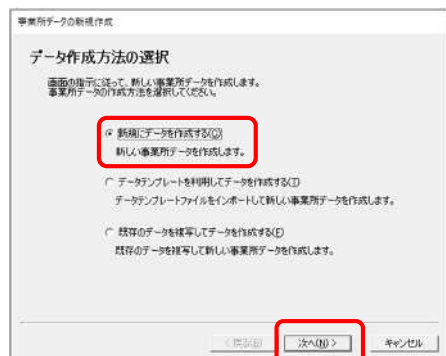 事業所データの新規作成
データ作成方法の選択
画面の指示に従って、新しい事業所データを作成します。
事業所データの作成方法を選択してください。
新規にデータを作成する(O)
新しい事業所データを作成します。
データテンプレートを利用してデータを作成する(T)
データテンプレートファイルをインポートして新しい事業所データを作成します。
既存のデータを複写してデータを作成する(F)
既存のデータを複写して新しい事業所データを作成します。
< 戻る(B) 次へ(N) > キャンセル